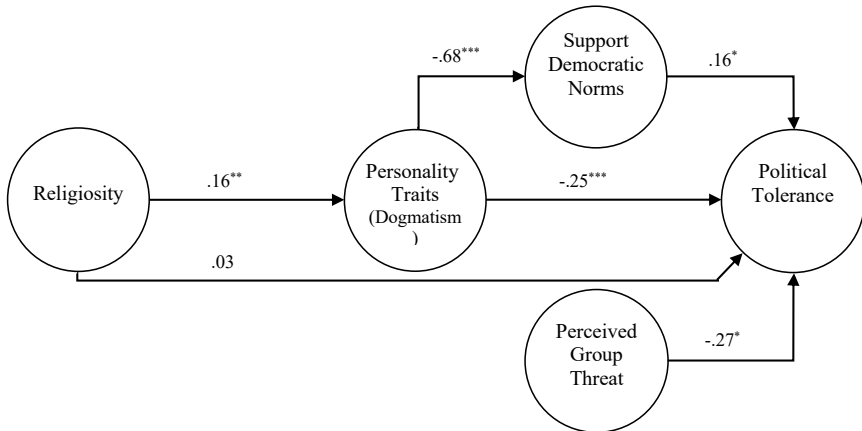 Support
Democratic
Norms
-.68***
.16*
Religiosity
.16**
Personality
Traits
(Dogmatism
)
-.25***
Political
Tolerance
.03
Perceived
Group
Threat
-.27*